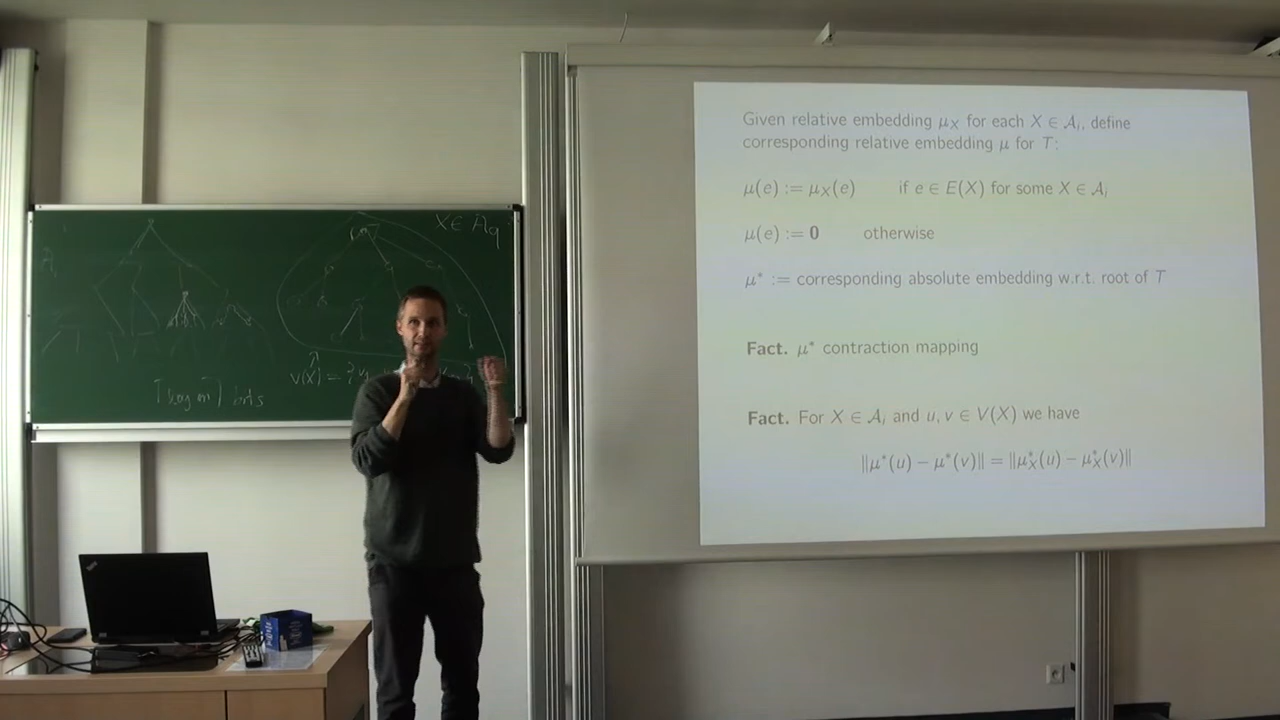 X ∈ A_q
v(X) =
⌈log m⌉ bits
Given relative embedding μ_X for each X ∈ 𝒜_i, define
corresponding relative embedding μ for T:
μ(e) := μ_X(e) if e ∈ E(X) for some X ∈ 𝒜_i
μ(e) := 0 otherwise
μ* := corresponding absolute embedding w.r.t. root of T
Fact. μ* contraction mapping
Fact. For X ∈ 𝒜_i and u, v ∈ V(X) we have
‖μ*(u) − μ*(v)‖ = ‖μ*_X(u) − μ*_X(v)‖